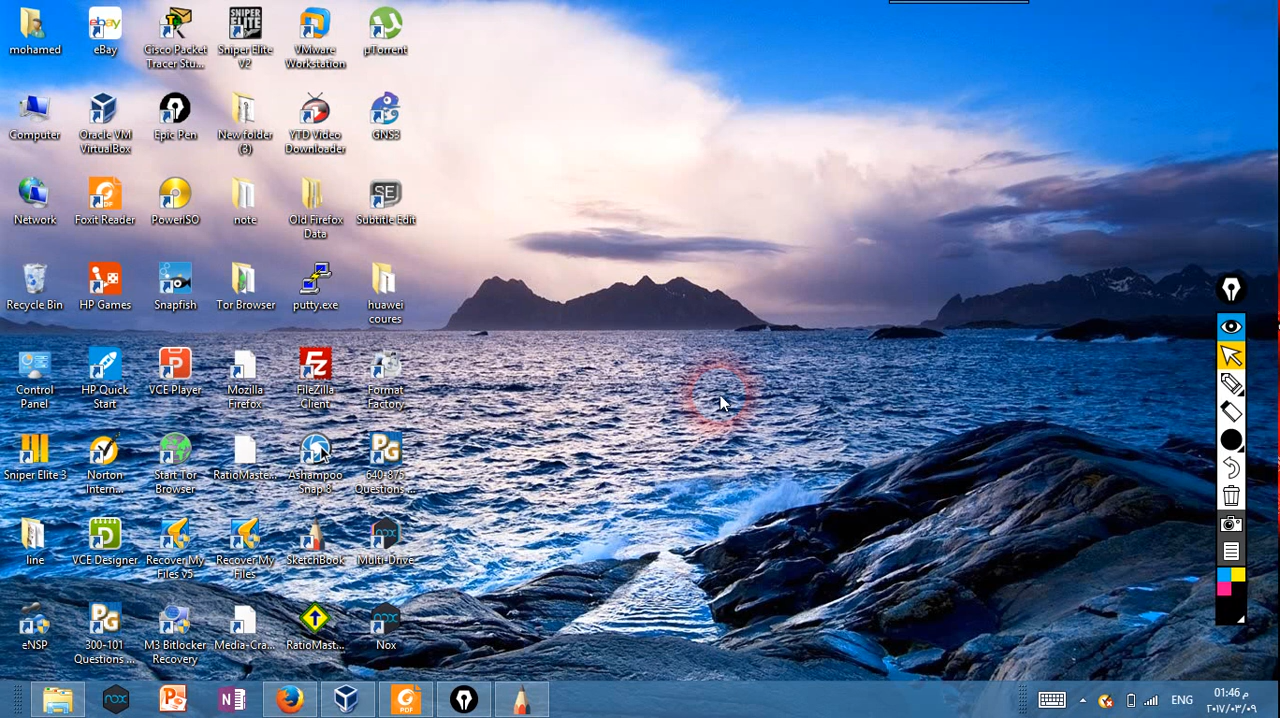 mohamed
eBay
Cisco Packet
Tracer Stu...
Sniper Elite
V2
VMware
Workstation
µTorrent
Computer
Oracle VM
VirtualBox
Epic Pen
New folder
(3)
YTD Video
Downloader
GNS3
Network
Foxit Reader
PowerISO
note
Old Firefox
Data
Subtitle Edit
Recycle Bin
HP Games
Snapfish
Tor Browser
putty.exe
huawei
coures
Control
Panel
HP Quick
Start
VCE Player
Mozilla
Firefox
FileZilla
Client
Format
Factory
Sniper Elite 3
Norton
Intern...
Start Tor
Browser
RatioMaste...
Ashampoo
Snap 8
640-875
Questions ...
line
VCE Designer
Recover My
Files v5
Recover My
Files
SketchBook
Multi-Drive
eNSP
300-101
Questions ...
M3 Bitlocker
Recovery
Media-Cra...
RatioMast...
Nox
ENG
01:46 م
٢٠١٧/٠٣/٠٩